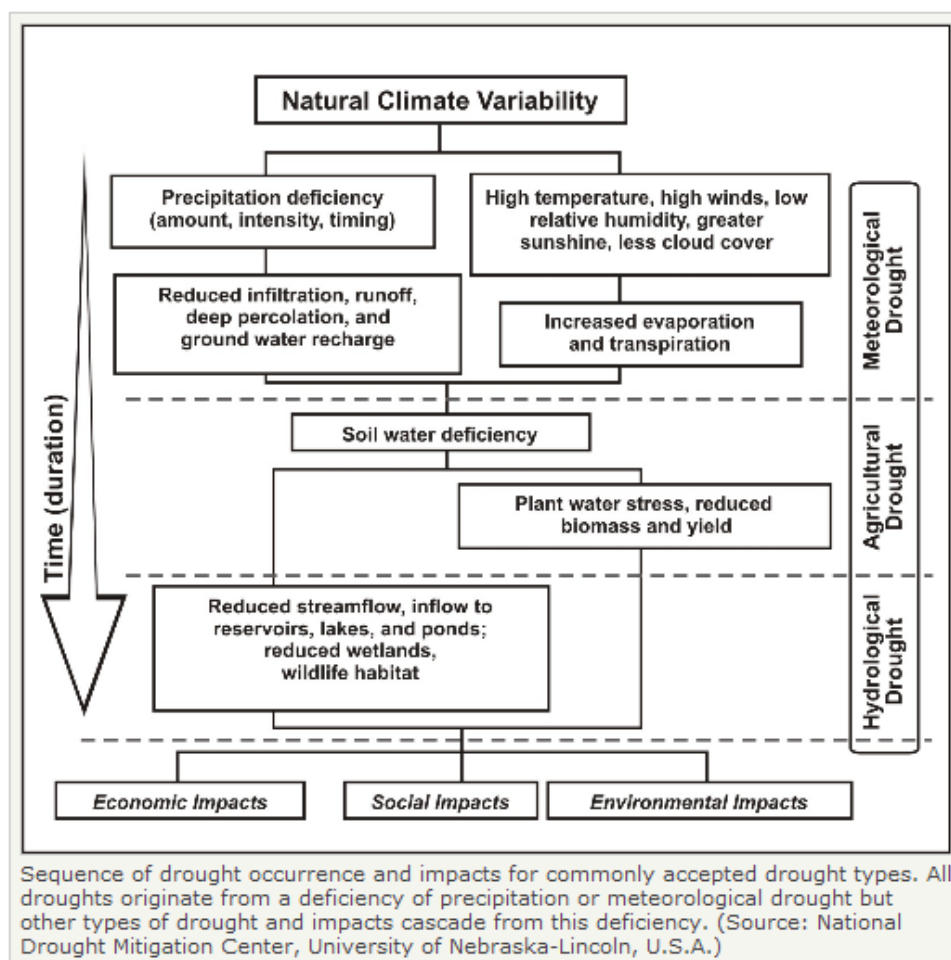 Natural Climate Variability
Precipitation deficiency
(amount, intensity, timing)
High temperature, high winds, low
relative humidity, greater
sunshine, less cloud cover
Reduced infiltration, runoff,
deep percolation, and
ground water recharge
Increased evaporation
and transpiration
Meteorological
Drought
Soil water deficiency
Plant water stress, reduced
biomass and yield
Agricultural
Drought
Time (duration)
Reduced streamflow, inflow to
reservoirs, lakes, and ponds;
reduced wetlands,
wildlife habitat
Hydrological
Drought
Economic Impacts
Social Impacts
Environmental Impacts
Sequence of drought occurrence and impacts for commonly accepted drought types. All
droughts originate from a deficiency of precipitation or meteorological drought but
other types of drought and impacts cascade from this deficiency. (Source: National
Drought Mitigation Center, University of Nebraska-Lincoln, U.S.A.)